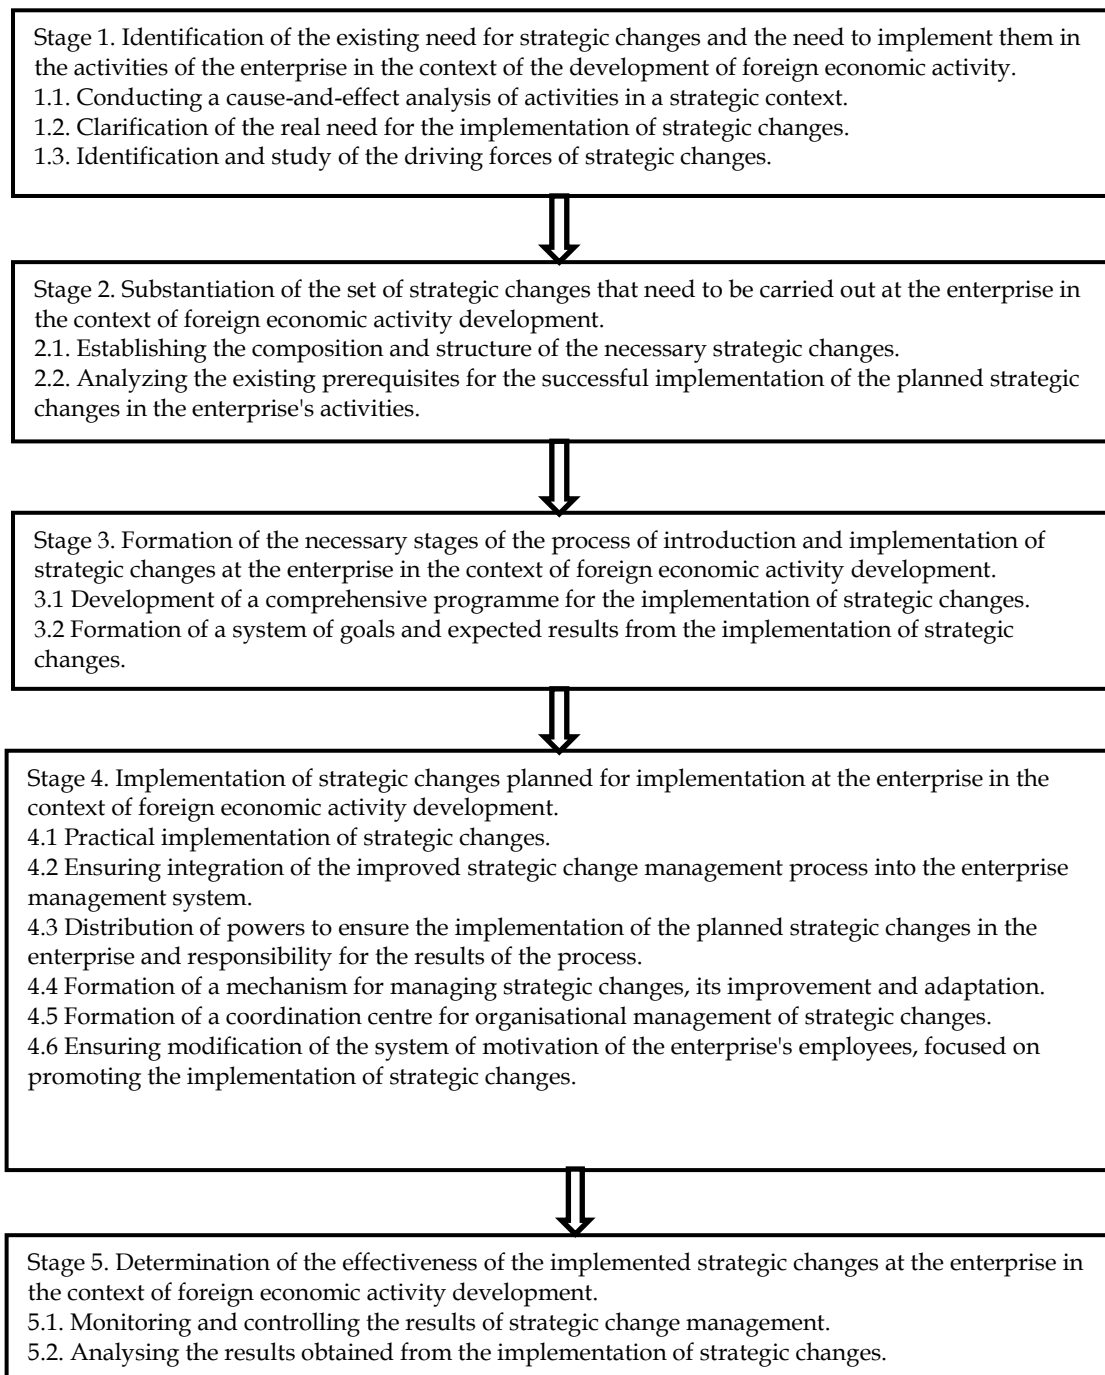 Stage 1. Identification of the existing need for strategic changes and the need to implement them in
the activities of the enterprise in the context of the development of foreign economic activity.
1.1. Conducting a cause-and-effect analysis of activities in a strategic context.
1.2. Clarification of the real need for the implementation of strategic changes.
1.3. Identification and study of the driving forces of strategic changes.
Stage 2. Substantiation of the set of strategic changes that need to be carried out at the enterprise in
the context of foreign economic activity development.
2.1. Establishing the composition and structure of the necessary strategic changes.
2.2. Analyzing the existing prerequisites for the successful implementation of the planned strategic
changes in the enterprise's activities.
Stage 3. Formation of the necessary stages of the process of introduction and implementation of
strategic changes at the enterprise in the context of foreign economic activity development.
3.1 Development of a comprehensive programme for the implementation of strategic changes.
3.2 Formation of a system of goals and expected results from the implementation of strategic
changes.
Stage 4. Implementation of strategic changes planned for implementation at the enterprise in the
context of foreign economic activity development.
4.1 Practical implementation of strategic changes.
4.2 Ensuring integration of the improved strategic change management process into the enterprise
management system.
4.3 Distribution of powers to ensure the implementation of the planned strategic changes in the
enterprise and responsibility for the results of the process.
4.4 Formation of a mechanism for managing strategic changes, its improvement and adaptation.
4.5 Formation of a coordination centre for organisational management of strategic changes.
4.6 Ensuring modification of the system of motivation of the enterprise's employees, focused on
promoting the implementation of strategic changes.
Stage 5. Determination of the effectiveness of the implemented strategic changes at the enterprise in
the context of foreign economic activity development.
5.1. Monitoring and controlling the results of strategic change management.
5.2. Analysing the results obtained from the implementation of strategic changes.